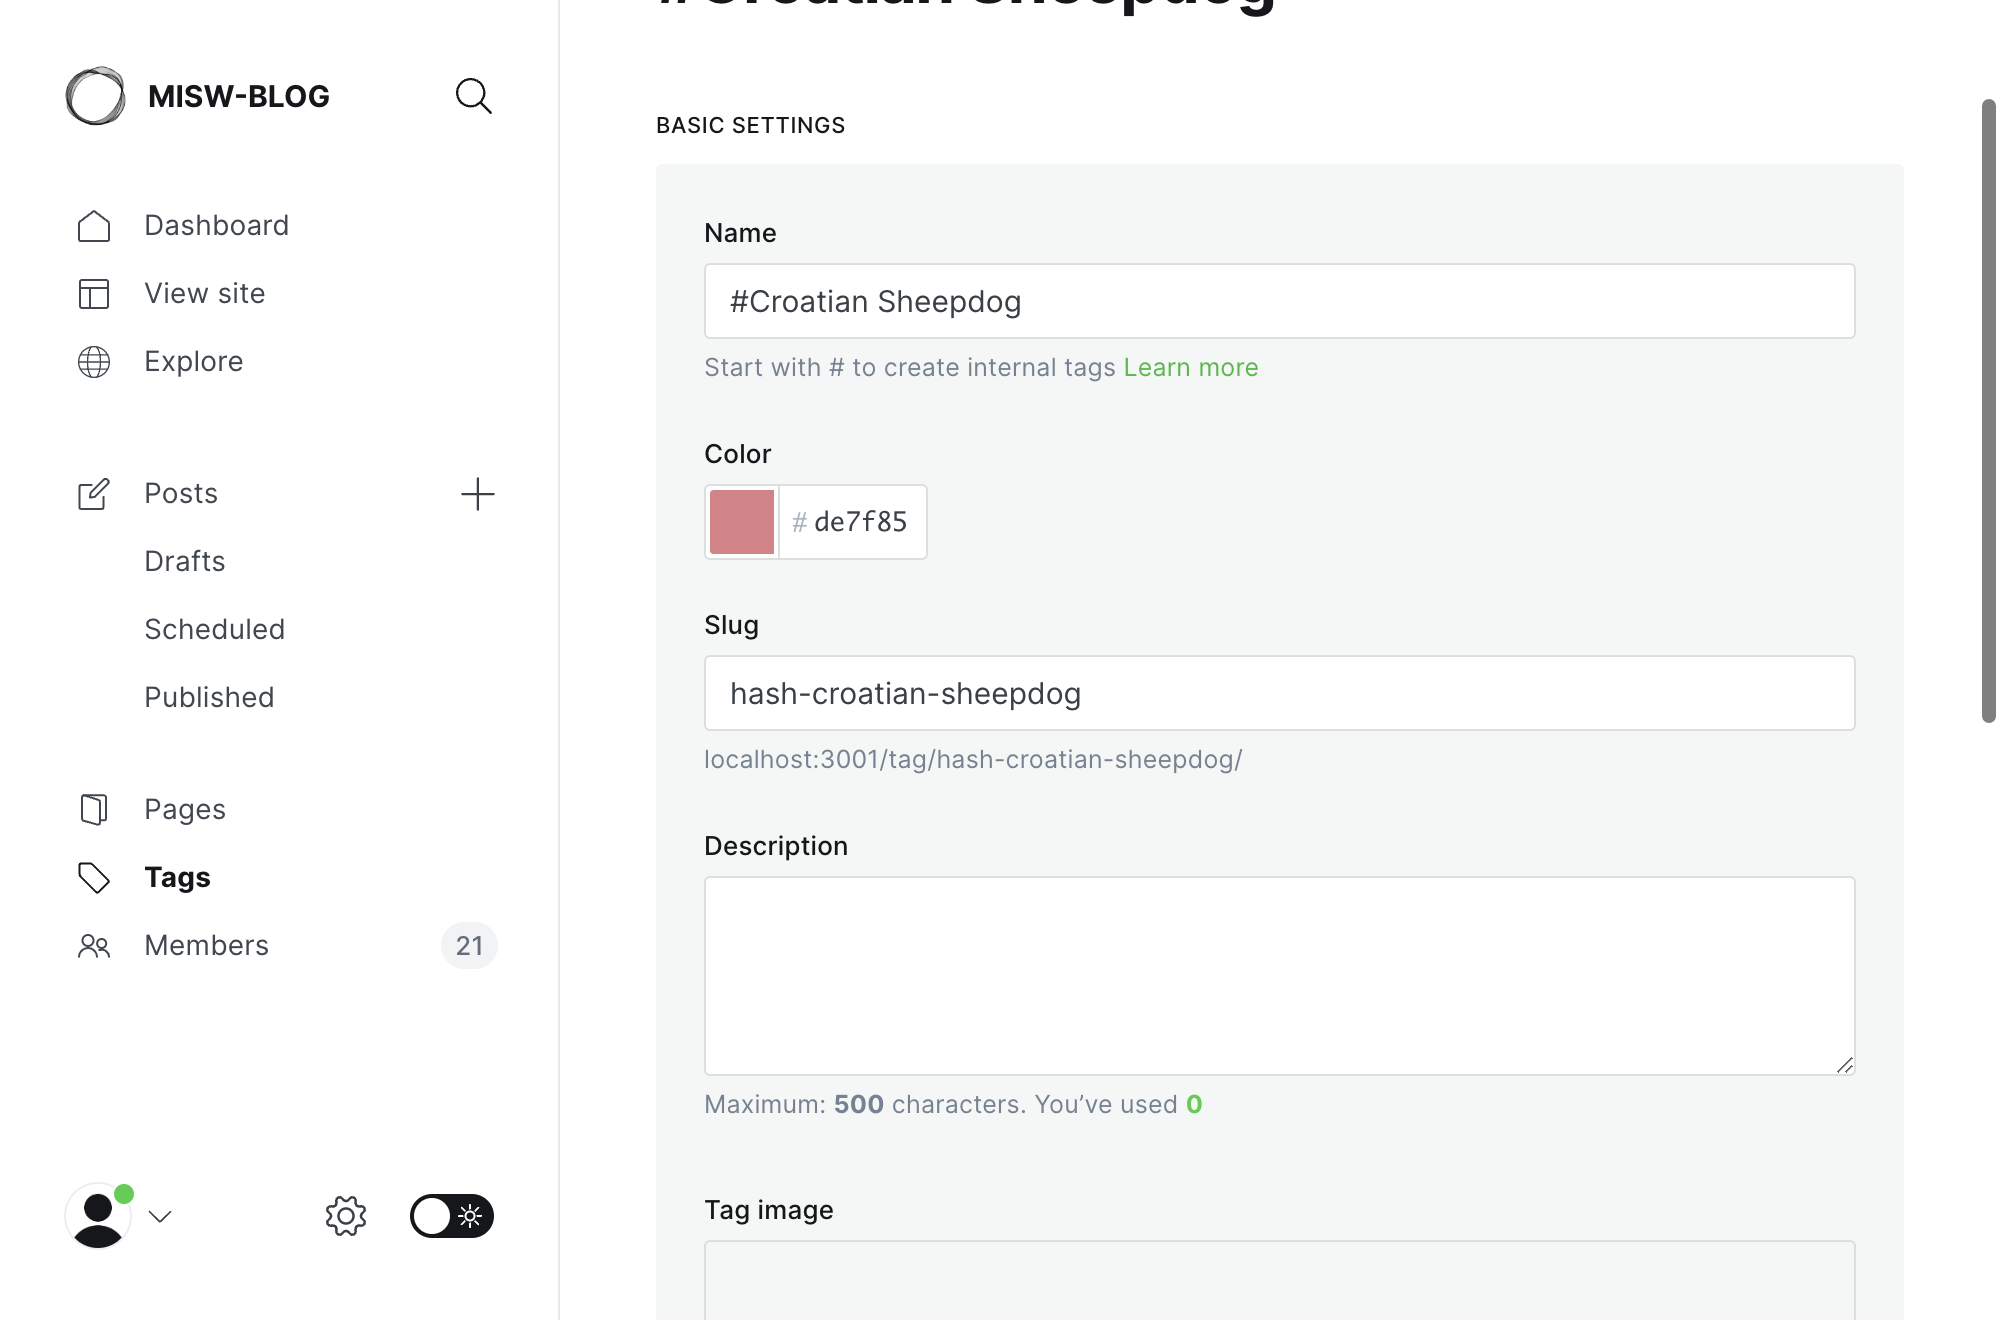 #Croatian Sheepdog
MISW-BLOG
Dashboard
View site
Explore
Posts
Drafts
Scheduled
Published
Pages
Tags
Members
21
BASIC SETTINGS
Name
#Croatian Sheepdog
Start with # to create internal tags Learn more
Color
# de7f85
Slug
hash-croatian-sheepdog
localhost:3001/tag/hash-croatian-sheepdog/
Description
Maximum: 500 characters. You’ve used 0
Tag image